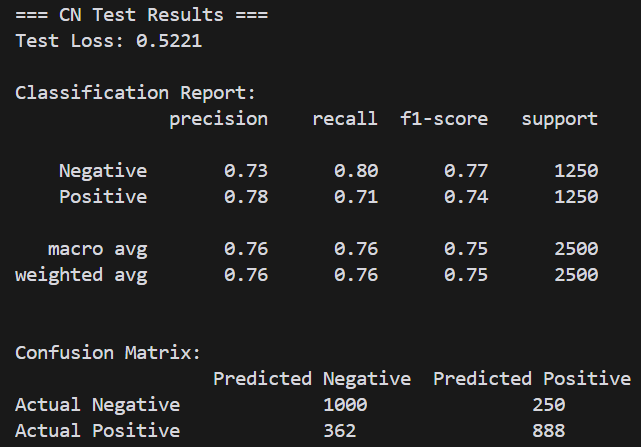 === CN Test Results ===
Test Loss: 0.5221
Classification Report:
precision recall f1-score support
Negative 0.73 0.80 0.77 1250
Positive 0.78 0.71 0.74 1250
macro avg 0.76 0.76 0.75 2500
weighted avg 0.76 0.76 0.75 2500
Confusion Matrix:
Predicted Negative Predicted Positive
Actual Negative 1000 250
Actual Positive 362 888